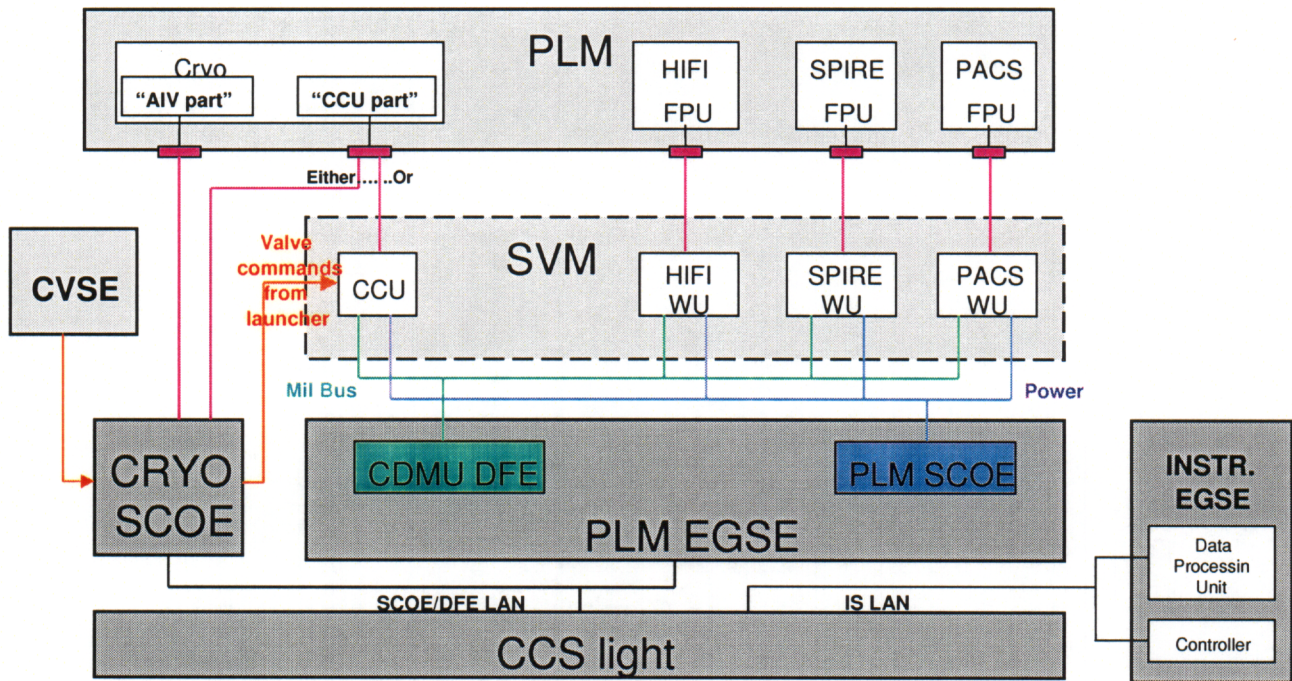 PLM
Cryo
“AIV part”
“CCU part”
HIFI
FPU
SPIRE
FPU
PACS
FPU
Either……Or
CVSE
Valve
commands
from
launcher
SVM
CCU
HIFI
WU
SPIRE
WU
PACS
WU
Mil Bus
Power
CRYO
SCOE
CDMU DFE
PLM SCOE
PLM EGSE
INSTR.
EGSE
Data
Processin
Unit
Controller
SCOE/DFE LAN
IS LAN
CCS light